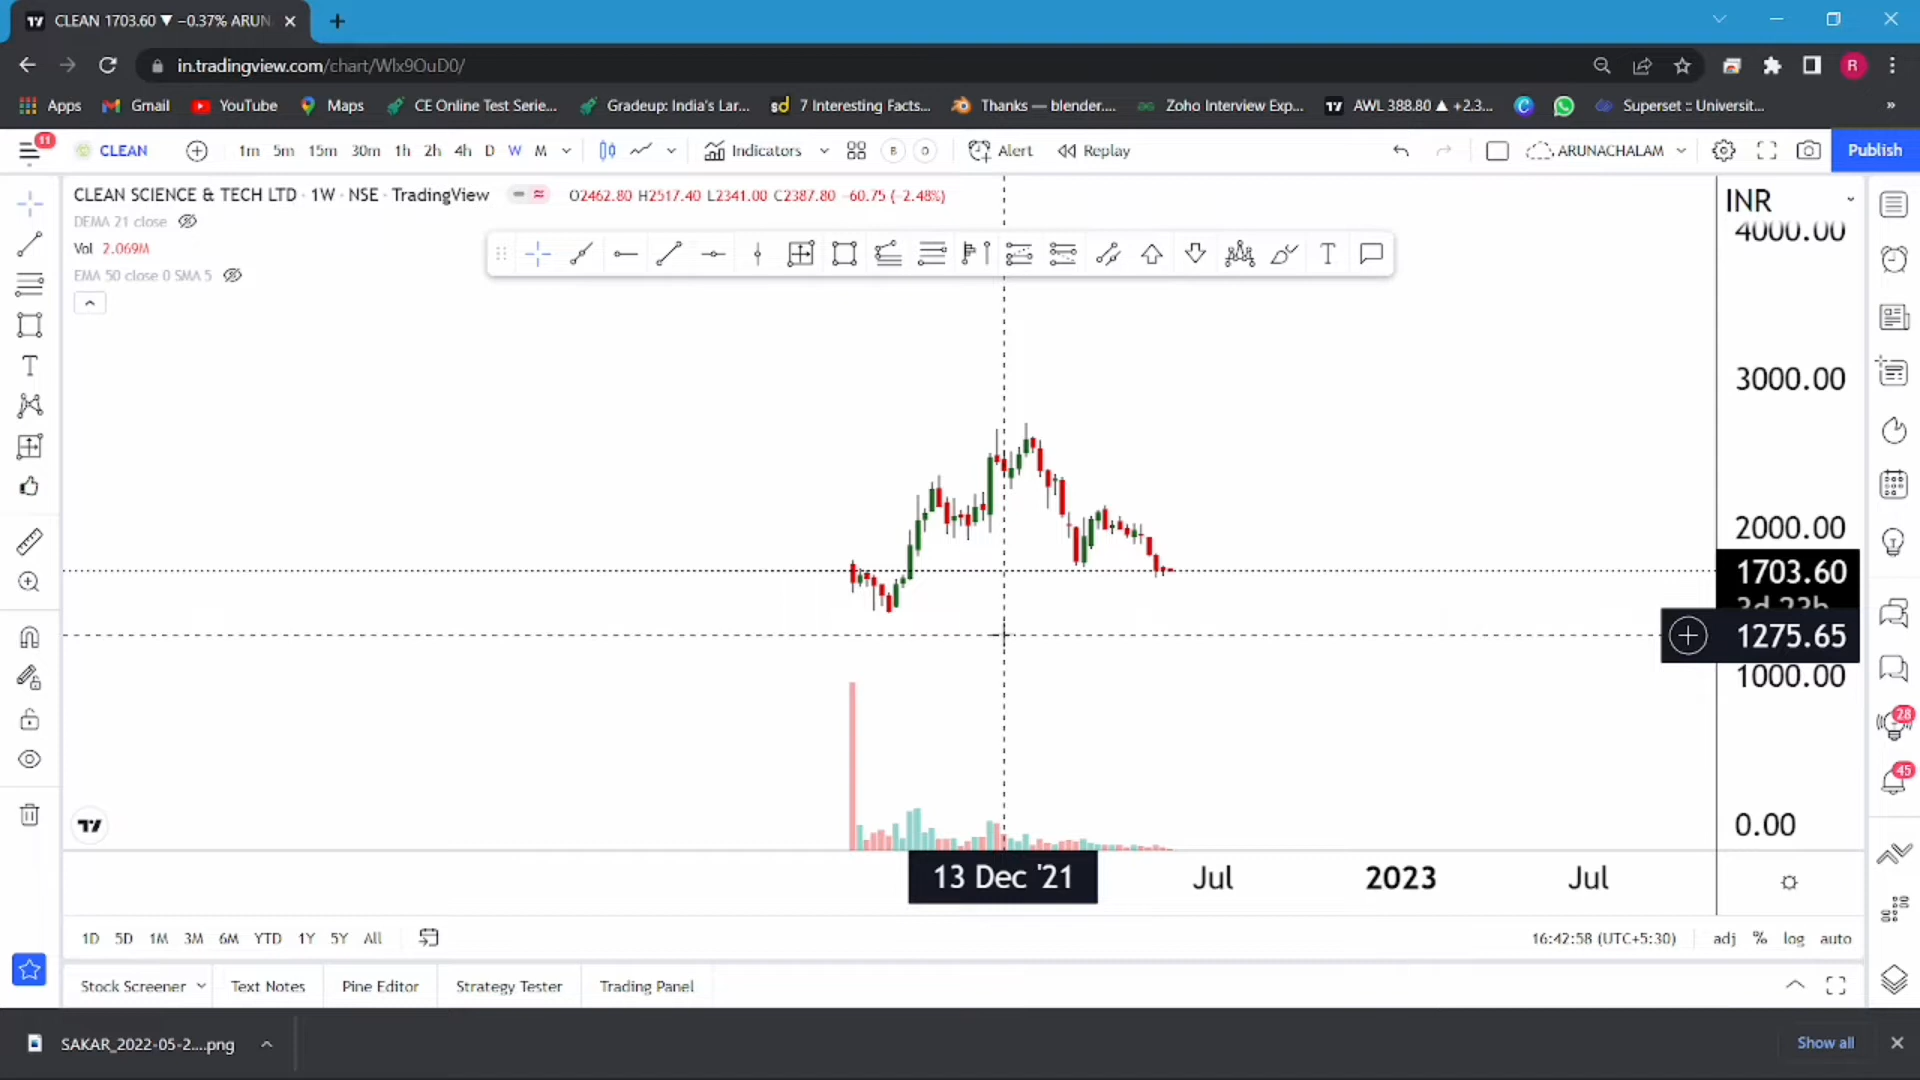 CLEAN 1703.60 ▼ −0.37% ARUN
in.tradingview.com/chart/Wlx9OuD0/
R
Apps Gmail YouTube Maps CE Online Test Serie... Gradeup: India's Lar... sd 7 Interesting Facts... Thanks — blender.... Zoho Interview Exp... AWL 388.80 ▲ +2.3... Superset :: Universit... »
11 CLEAN 1m 5m 15m 30m 1h 2h 4h D W M Indicators B O Alert Replay ARUNACHALAM Publish
CLEAN SCIENCE & TECH LTD · 1W · NSE · TradingView O2462.80 H2517.40 L2341.00 C2387.80 −60.75 (−2.48%)
DEMA 21 close
Vol 2.069M
EMA 50 close 0 SMA 5
INR
4000.00
3000.00
2000.00
1703.60
3d 23h
1275.65
1000.00
0.00
28
45
13 Dec '21 Jul 2023 Jul
1D 5D 1M 3M 6M YTD 1Y 5Y All 16:42:58 (UTC+5:30) adj % log auto
Stock Screener Text Notes Pine Editor Strategy Tester Trading Panel
SAKAR_2022-05-2....png Show all